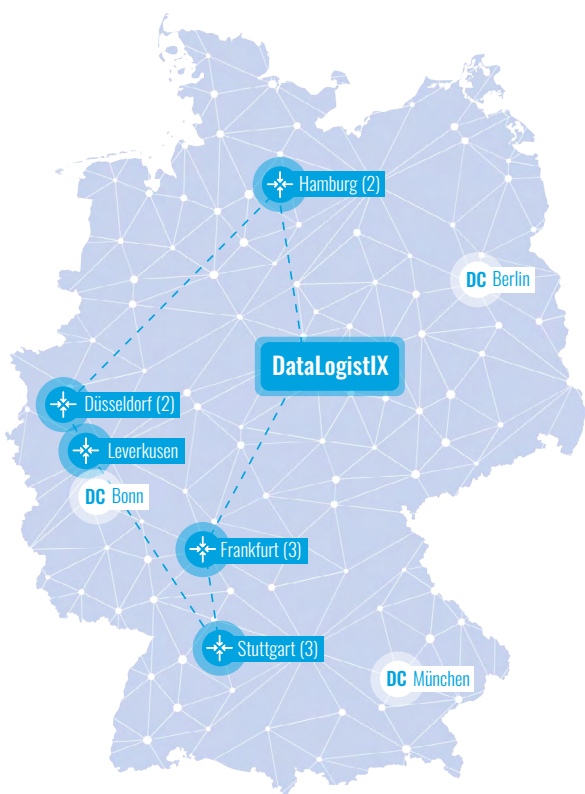 Hamburg (2)
DC Berlin
DataLogistIX
Düsseldorf (2)
Leverkusen
DC Bonn
Frankfurt (3)
Stuttgart (3)
DC München